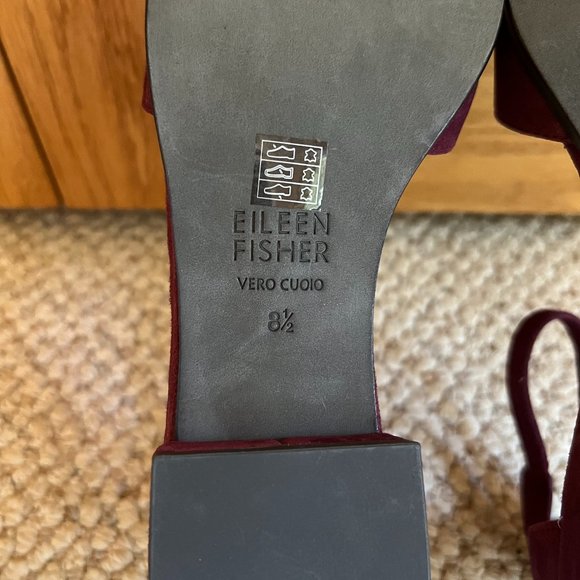 EILEEN
FISHER
VERO CUOIO
8½